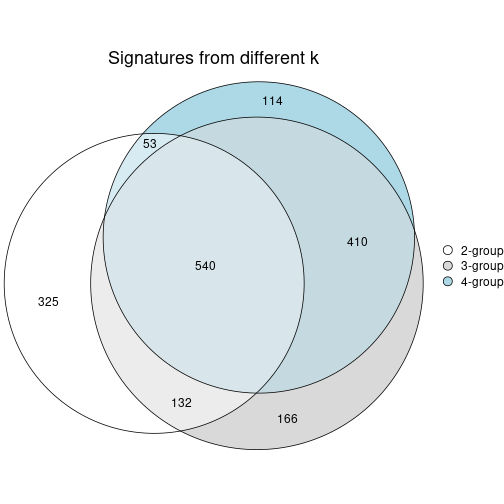 Signatures from different k
114
53
410
540
325
132
166
2-group
3-group
4-group